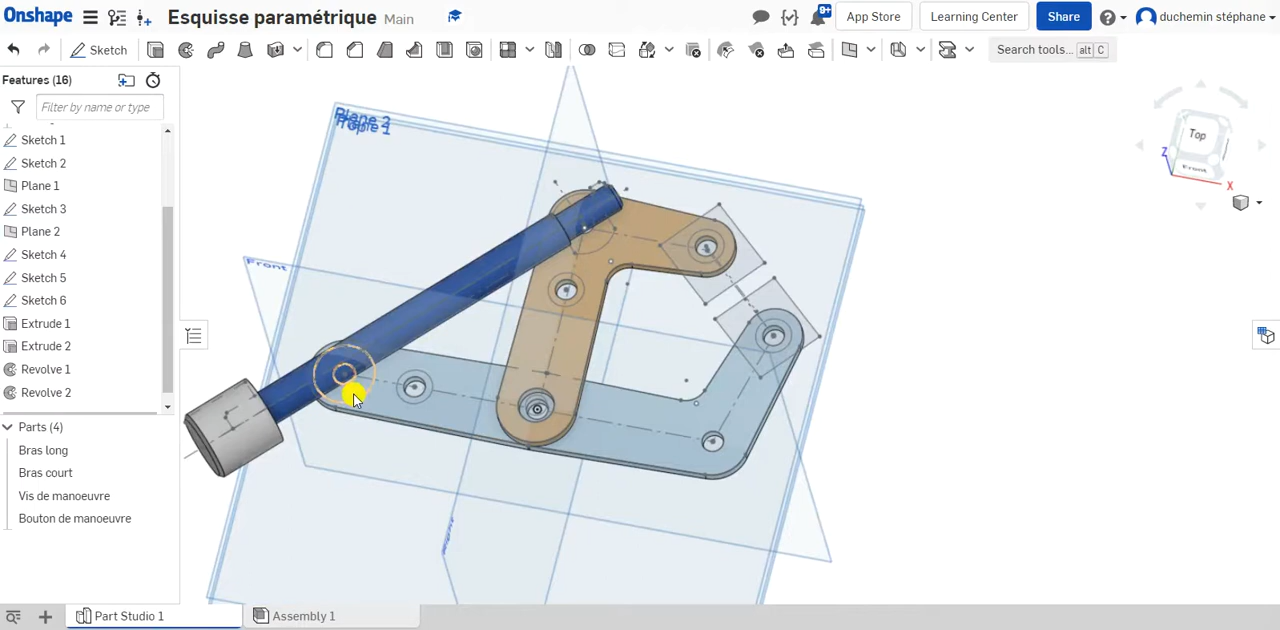 Onshape
Esquisse paramétrique Main
9+
App Store
Learning Center
Share
duchemin stéphane
Sketch
Search tools... alt C
Features (16)
Filter by name or type
Sketch 1
Sketch 2
Plane 1
Sketch 3
Plane 2
Sketch 4
Sketch 5
Sketch 6
Extrude 1
Extrude 2
Revolve 1
Revolve 2
Parts (4)
Bras long
Bras court
Vis de manoeuvre
Bouton de manoeuvre
Plane 2
Plane 1
Front
Top
Front
Z
X
Part Studio 1
Assembly 1